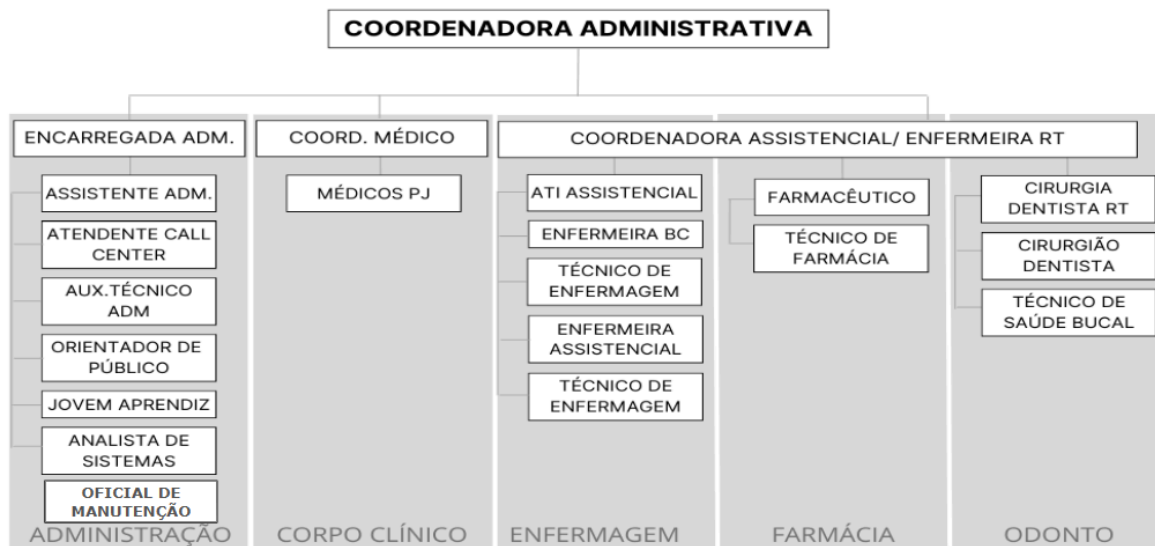 COORDENADORA ADMINISTRATIVA
ENCARREGADA ADM.
ASSISTENTE ADM.
ATENDENTE CALL
CENTER
AUX.TÉCNICO
ADM
ORIENTADOR DE
PÚBLICO
JOVEM APRENDIZ
ANALISTA DE
SISTEMAS
OFICIAL DE
MANUTENÇÃO
ADMINISTRAÇÃO
COORD. MÉDICO
MÉDICOS PJ
CORPO CLÍNICO
COORDENADORA ASSISTENCIAL/ ENFERMEIRA RT
ATI ASSISTENCIAL
ENFERMEIRA BC
TÉCNICO DE
ENFERMAGEM
ENFERMEIRA
ASSISTENCIAL
TÉCNICO DE
ENFERMAGEM
ENFERMAGEM
FARMACÊUTICO
TÉCNICO DE
FARMÁCIA
FARMÁCIA
CIRURGIA
DENTISTA RT
CIRURGIÃO
DENTISTA
TÉCNICO DE
SAÚDE BUCAL
ODONTO